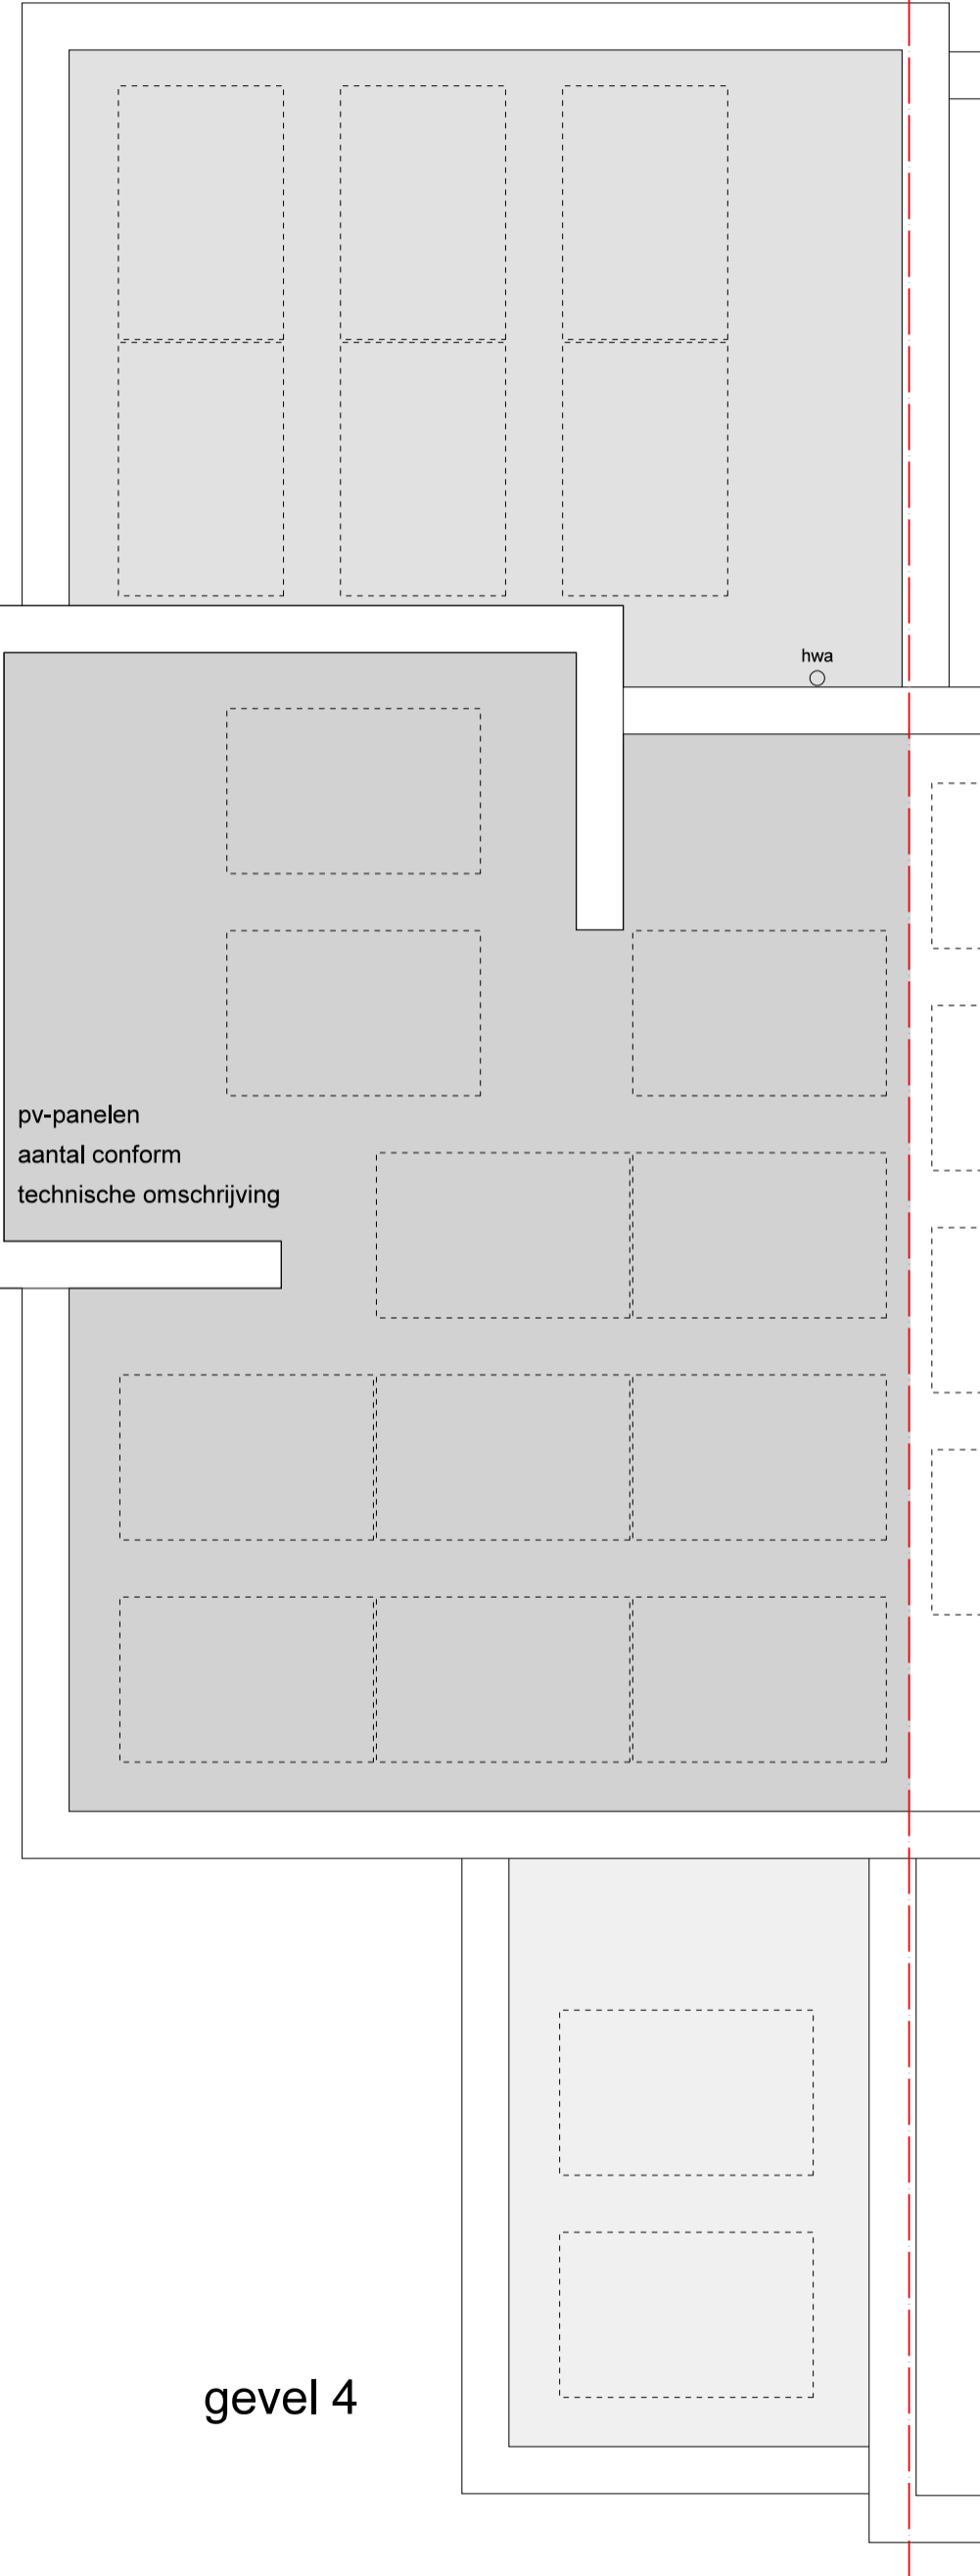 hwa
pv-panelen
aantal conform
technische omschrijving
gevel 4